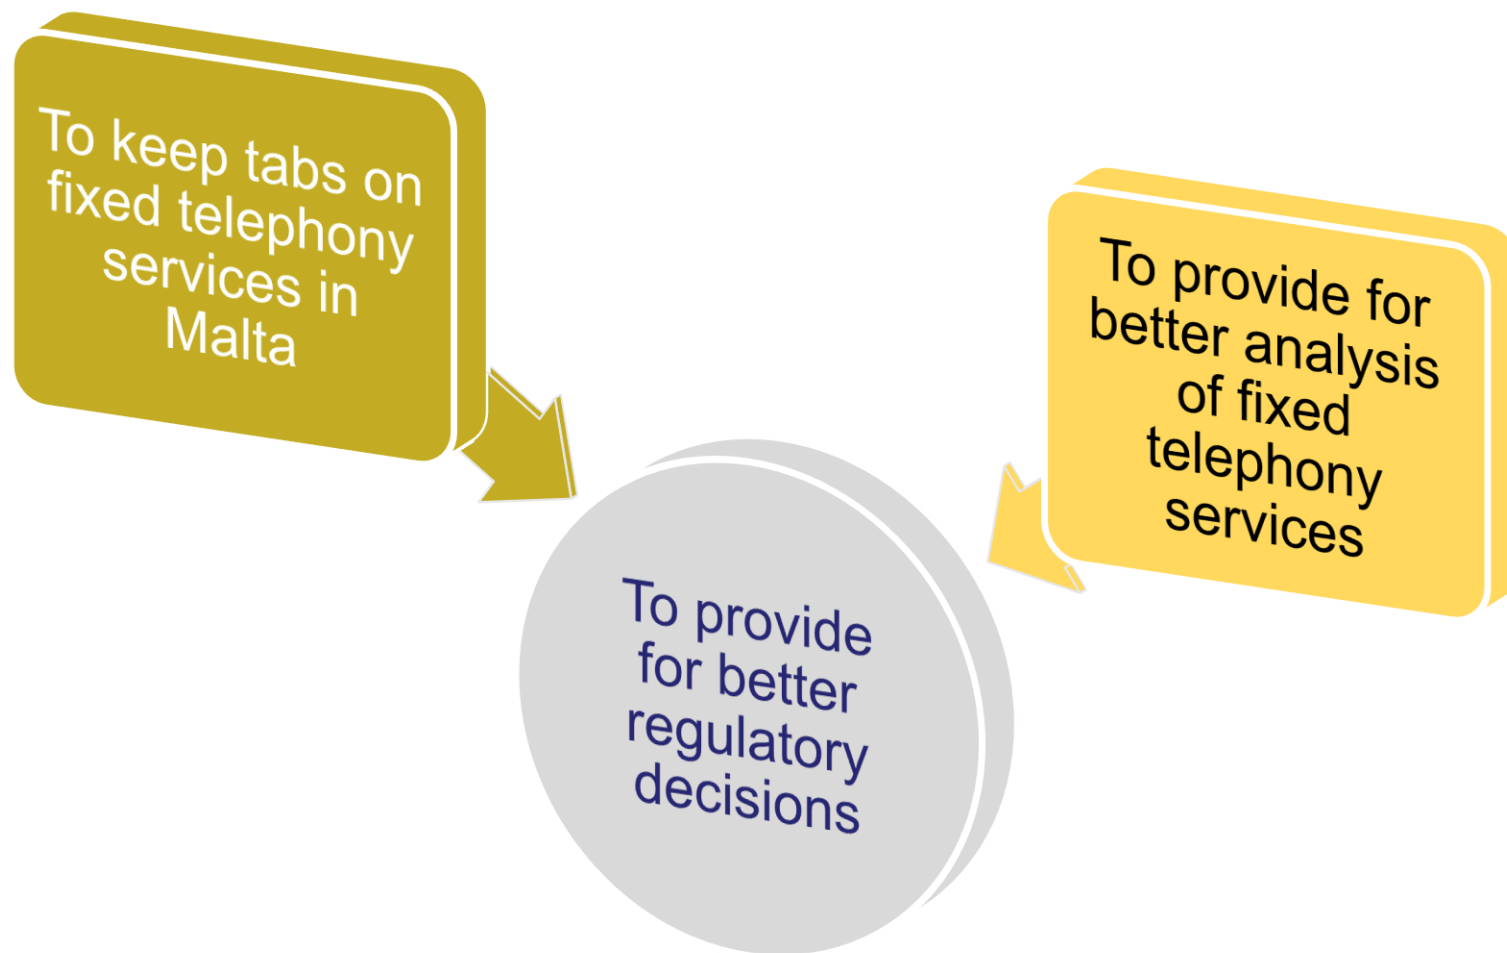 To keep tabs on
fixed telephony
services in
Malta
To provide for
better analysis
of fixed
telephony
services
To provide
for better
regulatory
decisions